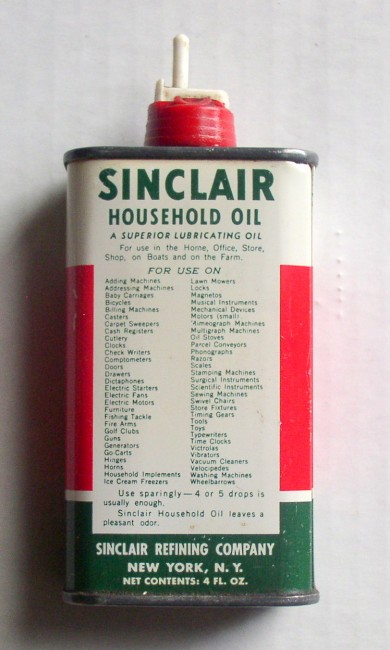 SINCLAIR
HOUSEHOLD OIL
A SUPERIOR LUBRICATING OIL
For use in the Home, Office, Store,
Shop, on Boats and on the Farm.
FOR USE ON
Adding Machines
Addressing Machines
Baby Carriages
Bicycles
Billing Machines
Casters
Carpet Sweepers
Cash Registers
Cutlery
Clocks
Check Writers
Comptometers
Doors
Drawers
Dictaphones
Electric Starters
Electric Fans
Electric Motors
Furniture
Fishing Tackle
Fire Arms
Golf Clubs
Guns
Generators
Go-Carts
Hinges
Horns
Household Implements
Ice Cream Freezers
Lawn Mowers
Locks
Magnetos
Musical Instruments
Mechanical Devices
Motors (small)
Mimeograph Machines
Multigraph Machines
Oil Stoves
Parcel Conveyors
Phonographs
Razors
Scales
Stamping Machines
Surgical Instruments
Scientific Instruments
Sewing Machines
Swivel Chairs
Store Fixtures
Timing Gears
Tools
Toys
Typewriters
Time Clocks
Victrolas
Vibrators
Vacuum Cleaners
Velocipedes
Washing Machines
Wheelbarrows
Use sparingly—4 or 5 drops is
usually enough.
Sinclair Household Oil leaves a
pleasant odor.
SINCLAIR REFINING COMPANY
NEW YORK, N. Y.
NET CONTENTS: 4 FL. OZ.